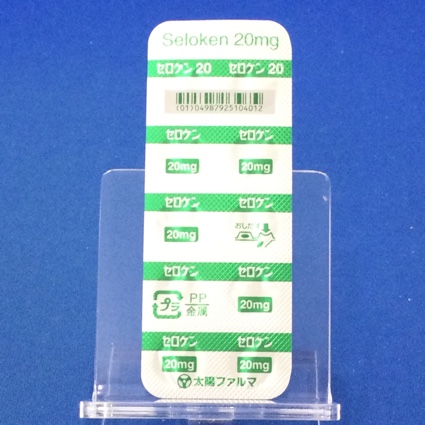 Seloken 20mg
セロケン 20 セロケン 20
(01)04987925104012
セロケン セロケン
20mg 20mg
セロケン セロケン
20mg おしだす
セロケン セロケン
プラ PP 金属 20mg
セロケン セロケン
20mg 20mg
太陽ファルマ